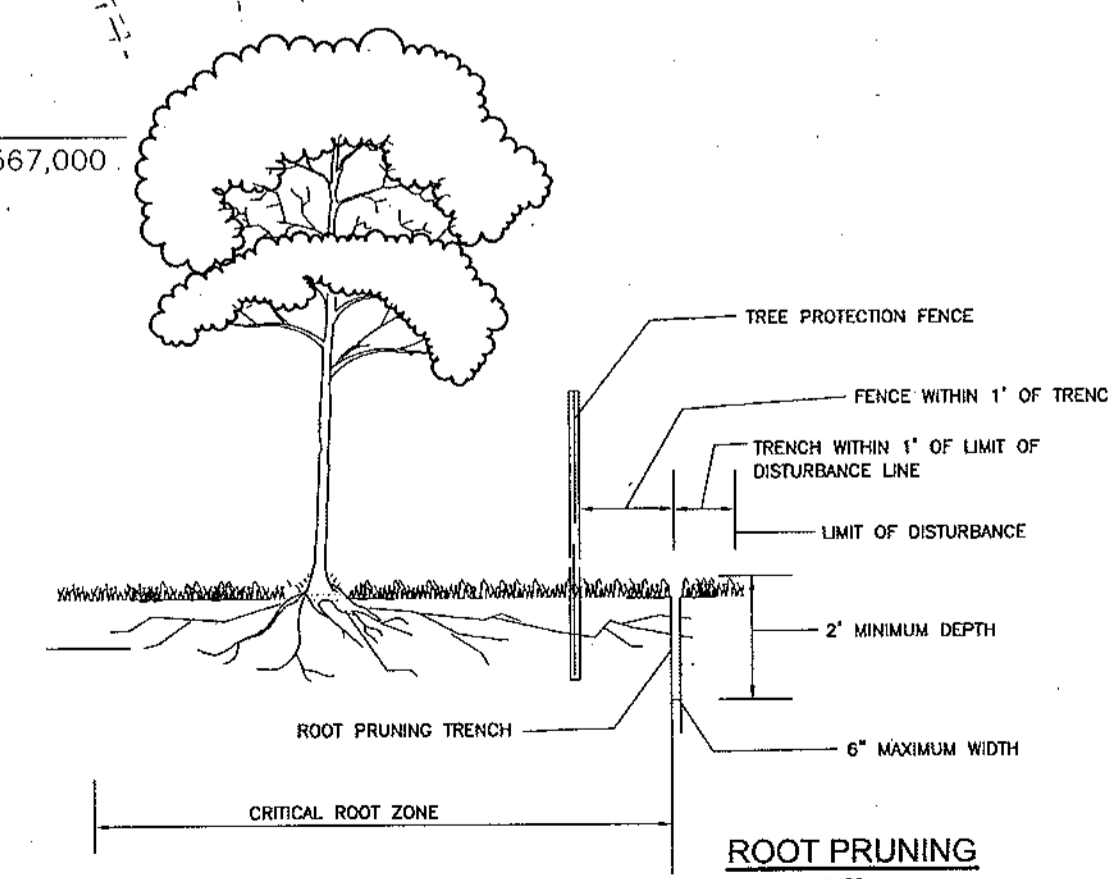 667,000
TREE PROTECTION FENCE
FENCE WITHIN 1' OF TRENC
TRENCH WITHIN 1' OF LIMIT OF
DISTURBANCE LINE
LIMIT OF DISTURBANCE
2' MINIMUM DEPTH
ROOT PRUNING TRENCH
6" MAXIMUM WIDTH
CRITICAL ROOT ZONE
ROOT PRUNING